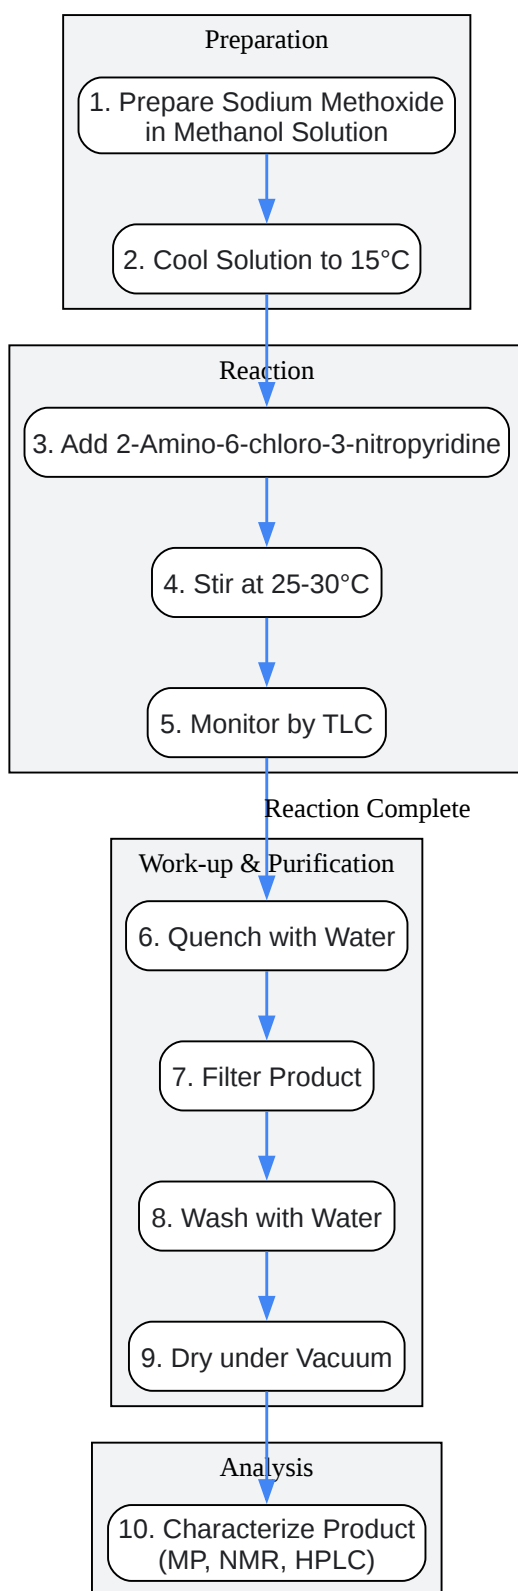 Preparation
1. Prepare Sodium Methoxide
in Methanol Solution
2. Cool Solution to 15°C
Reaction
3. Add 2-Amino-6-chloro-3-nitropyridine
4. Stir at 25-30°C
5. Monitor by TLC
Reaction Complete
Work-up & Purification
6. Quench with Water
7. Filter Product
8. Wash with Water
9. Dry under Vacuum
Analysis
10. Characterize Product
(MP, NMR, HPLC)